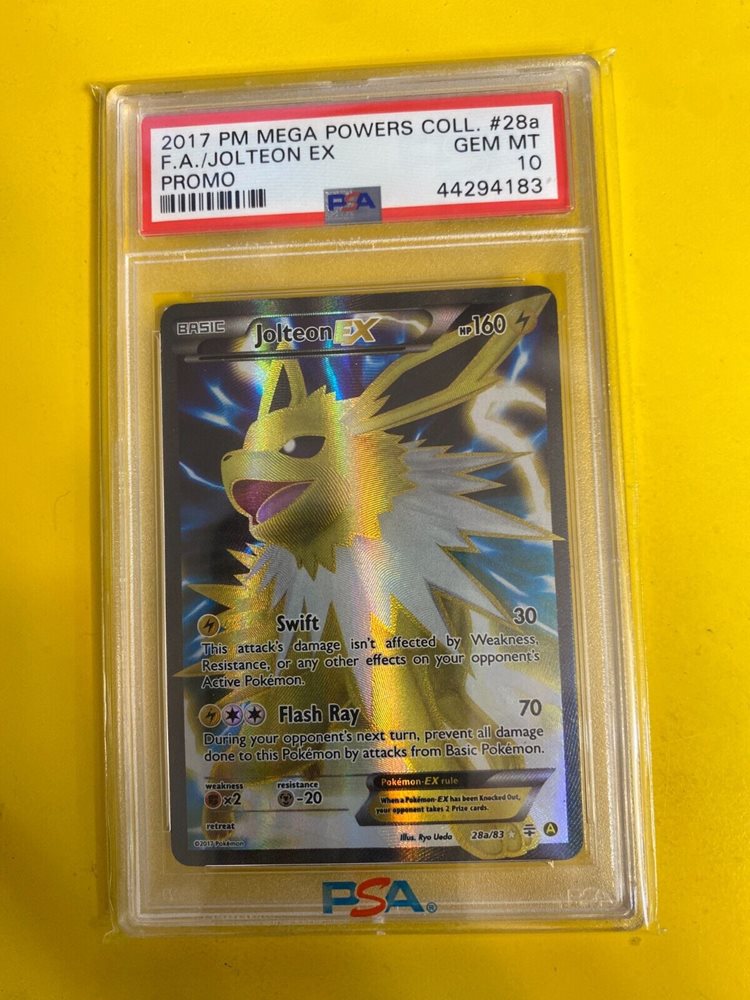 2017 PM MEGA POWERS COLL. #28a
F.A./JOLTEON EX GEM MT
PROMO 10
PSA 44294183
BASIC Jolteon EX HP160
Swift 30
This attack's damage isn't affected by Weakness,
Resistance, or any other effects on your opponent's
Active Pokémon.
Flash Ray 70
During your opponent's next turn, prevent all damage
done to this Pokémon by attacks from Basic Pokémon.
weakness resistance
×2 -20
retreat
Pokémon-EX rule
When a Pokémon-EX has been Knocked Out,
your opponent takes 2 Prize cards.
©2017 Pokémon Illus. Ryo Ueda 28a/83 A
PSA®